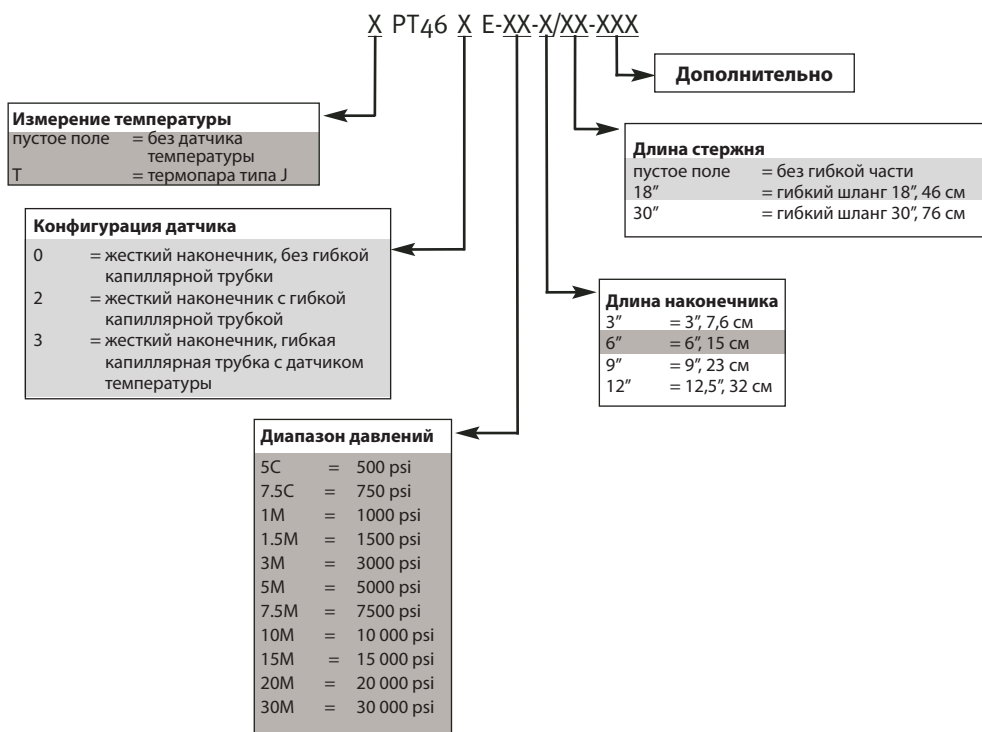 X PT46 X E-XX-X/XX-XXX
Дополнительно
Измерение температуры
пустое поле = без датчика
температуры
T = термопара типа J
Длина стержня
пустое поле = без гибкой части
18″ = гибкий шланг 18″, 46 см
30″ = гибкий шланг 30″, 76 см
Конфигурация датчика
0 = жесткий наконечник, без гибкой
капиллярной трубки
2 = жесткий наконечник с гибкой
капиллярной трубкой
3 = жесткий наконечник, гибкая
капиллярная трубка с датчиком
температуры
Длина наконечника
3″ = 3″, 7,6 см
6″ = 6″, 15 см
9″ = 9″, 23 см
12″ = 12,5″, 32 см
Диапазон давлений
5C = 500 psi
7.5C = 750 psi
1M = 1000 psi
1.5M = 1500 psi
3M = 3000 psi
5M = 5000 psi
7.5M = 7500 psi
10M = 10 000 psi
15M = 15 000 psi
20M = 20 000 psi
30M = 30 000 psi